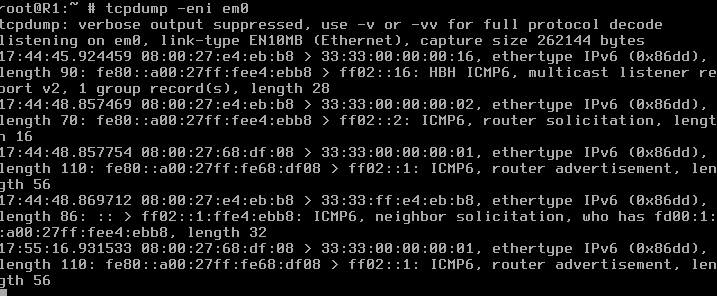 root@R1:~ # tcpdump -eni em0
tcpdump: verbose output suppressed, use -v or -vv for full protocol decode
listening on em0, link-type EN10MB (Ethernet), capture size 262144 bytes
17:44:45.924459 08:00:27:e4:eb:b8 > 33:33:00:00:00:16, ethertype IPv6 (0x86dd),
length 90: fe80::a00:27ff:fee4:ebb8 > ff02::16: HBH ICMP6, multicast listener re
port v2, 1 group record(s), length 28
17:44:48.857469 08:00:27:e4:eb:b8 > 33:33:00:00:00:02, ethertype IPv6 (0x86dd),
length 70: fe80::a00:27ff:fee4:ebb8 > ff02::2: ICMP6, router solicitation, lengt
h 16
17:44:48.857754 08:00:27:68:df:08 > 33:33:00:00:00:01, ethertype IPv6 (0x86dd),
length 110: fe80::a00:27ff:fe68:df08 > ff02::1: ICMP6, router advertisement, len
gth 56
17:44:48.869712 08:00:27:e4:eb:b8 > 33:33:ff:e4:eb:b8, ethertype IPv6 (0x86dd),
length 86: :: > ff02::1:ffe4:ebb8: ICMP6, neighbor solicitation, who has fd00:1:
:a00:27ff:fee4:ebb8, length 32
17:55:16.931533 08:00:27:68:df:08 > 33:33:00:00:00:01, ethertype IPv6 (0x86dd),
length 110: fe80::a00:27ff:fe68:df08 > ff02::1: ICMP6, router advertisement, len
gth 56